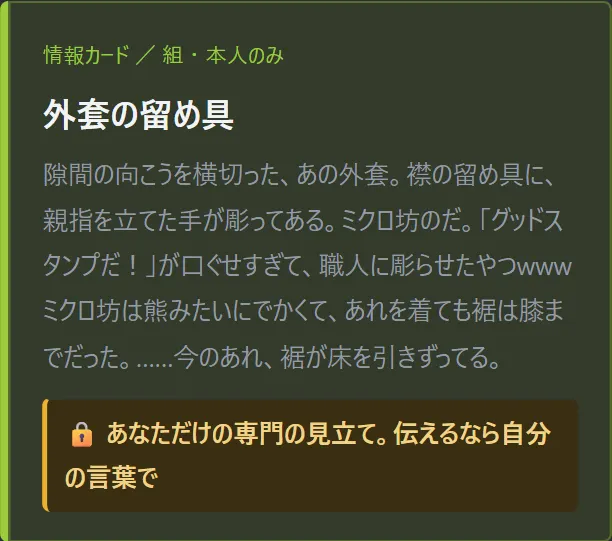 情報カード ／ 組・本人のみ
外套の留め具
隙間の向こうを横切った、あの外套。襟の留め具に、
親指を立てた手が彫ってある。ミクロ坊のだ。「グッドス
タンプだ！」が口ぐせすぎて、職人に彫らせたやつwww
ミクロ坊は熊みたいにでかくて、あれを着ても裾は膝ま
でだった。……今のあれ、裾が床を引きずってる。
🔒 あなただけの専門の見立て。伝えるなら自分
の言葉で